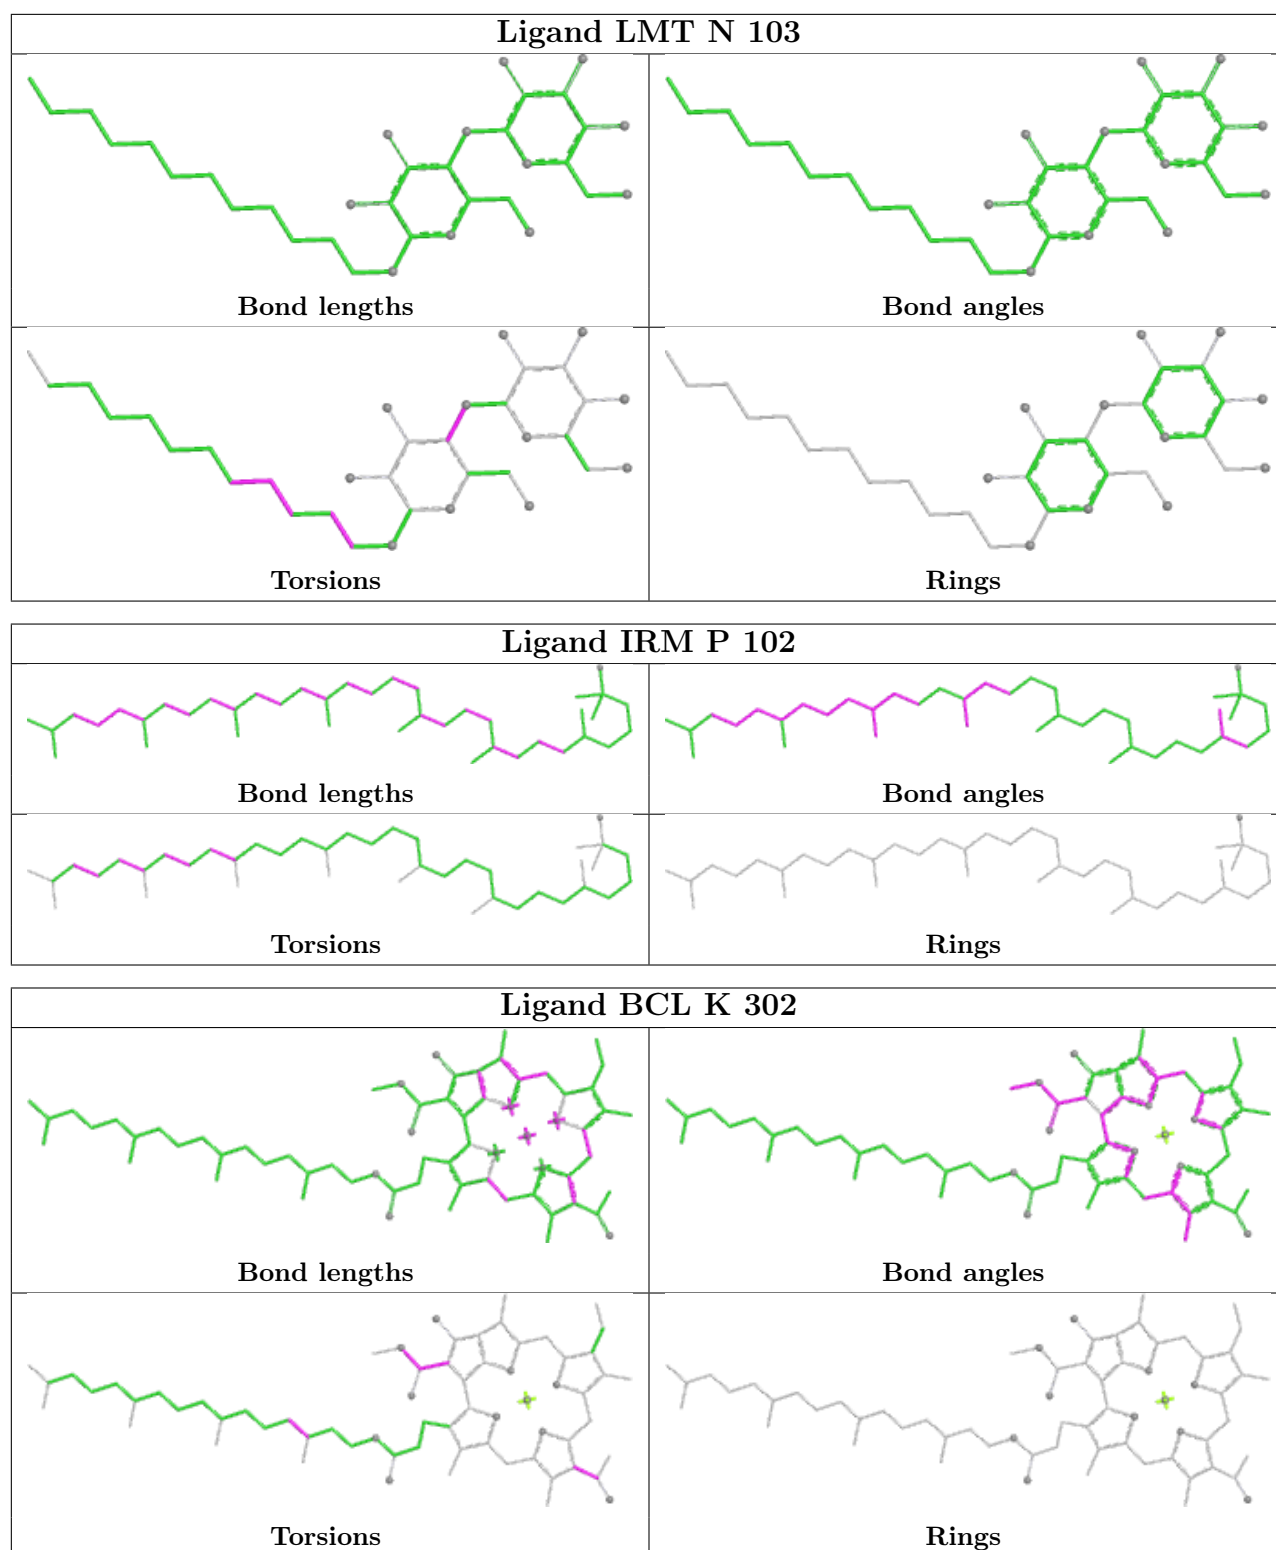 Ligand LMT N 103
Bond lengths
Bond angles
Torsions
Rings
Ligand IRM P 102
Bond lengths
Bond angles
Torsions
Rings
Ligand BCL K 302
Bond lengths
Bond angles
Torsions
Rings